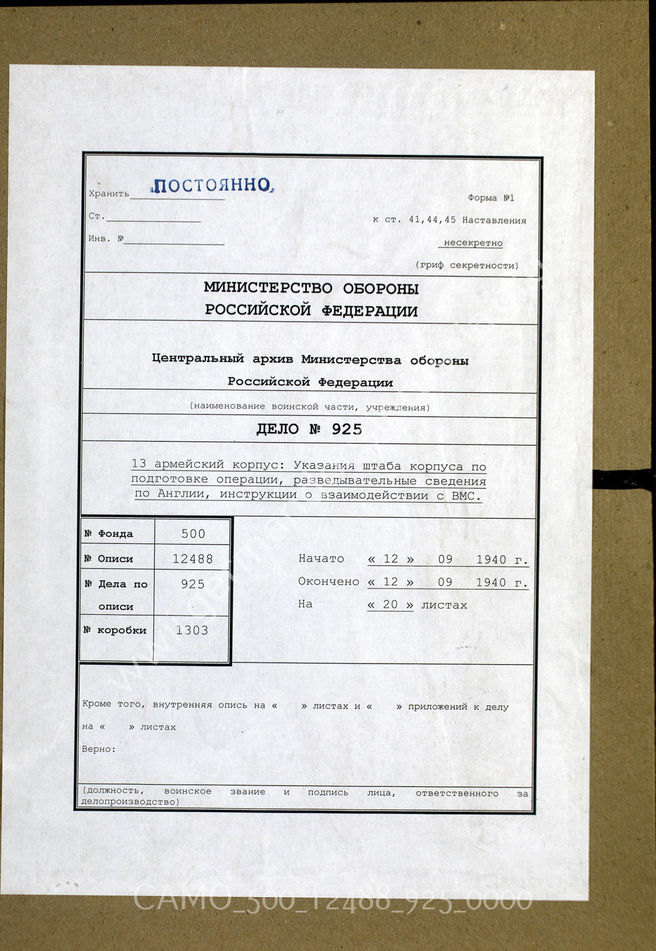 Хранить „ПОСТОЯННО„
Форма №1
Ст.
к ст. 41,44,45 Наставления
Инв. №
несекретно
(гриф секретности)
МИНИСТЕРСТВО ОБОРОНЫ
РОССИЙСКОЙ ФЕДЕРАЦИИ
Центральный архив Министерства обороны
Российской Федерации
(наименование воинской части, учреждения)
ДЕЛО № 925
13 армейский корпус: Указания штаба корпуса по
подготовке операции, разведывательные сведения
по Англии, инструкции о взаимодействии с ВМС.
№ Фонда 500
№ Описи 12488
№ Дела по описи 925
№ коробки 1303
Начато « 12 » 09 1940 г.
Окончено « 12 » 09 1940 г.
На « 20 » листах
Кроме того, внутренняя опись на « » листах и « » приложений к делу
на « » листах
Верно:
(должность, воинское звание и подпись лица, ответственного за
делопроизводство)
CAMO_500_12488_925_0000